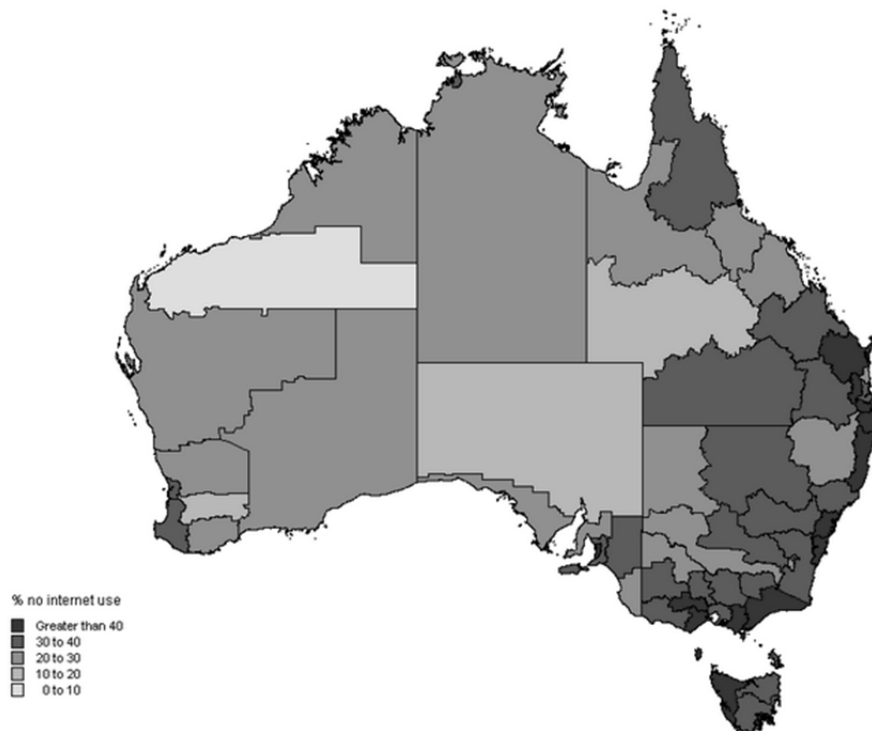 % no internet use
Greater than 40
30 to 40
20 to 30
10 to 20
0 to 10